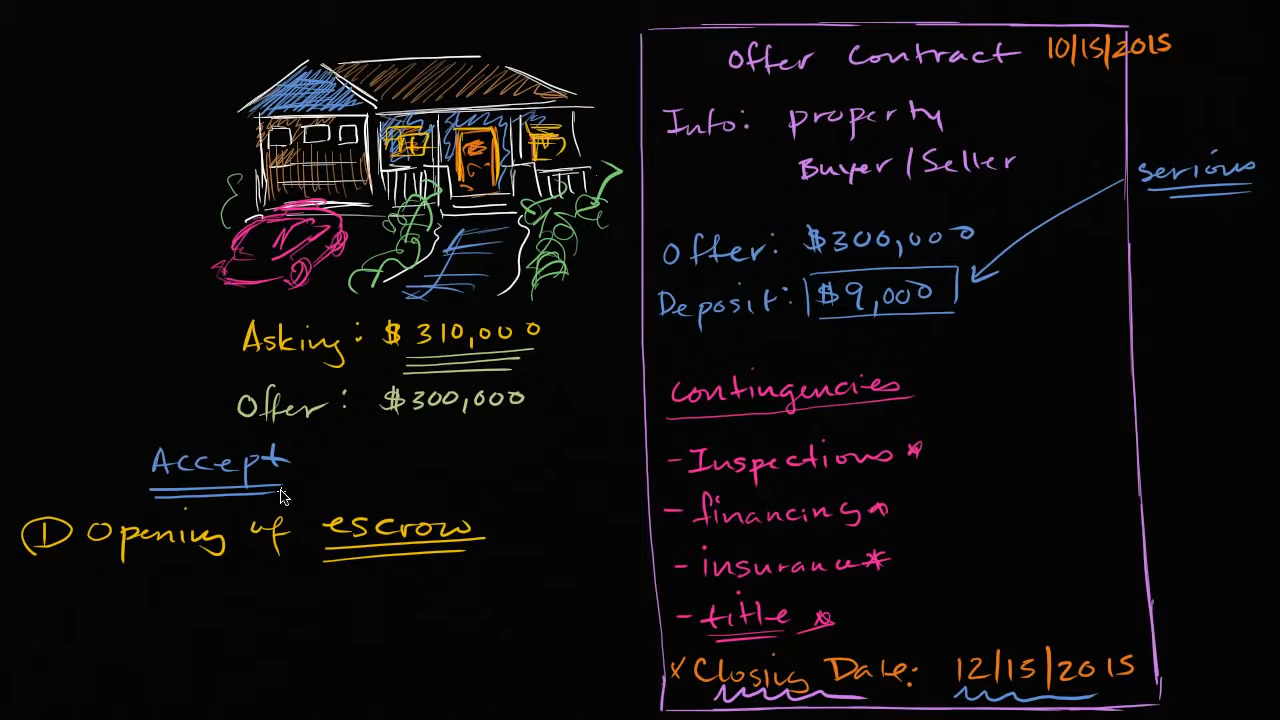 Asking: $310,000
Offer: $300,000
Accept
① Opening of escrow
Offer Contract 10/15/2015
Info: property
Buyer/Seller
serious
Offer: $300,000
Deposit: $9,000
Contingencies
- Inspections *
- financing *
- insurance *
- title *
x Closing Date: 12/15/2015